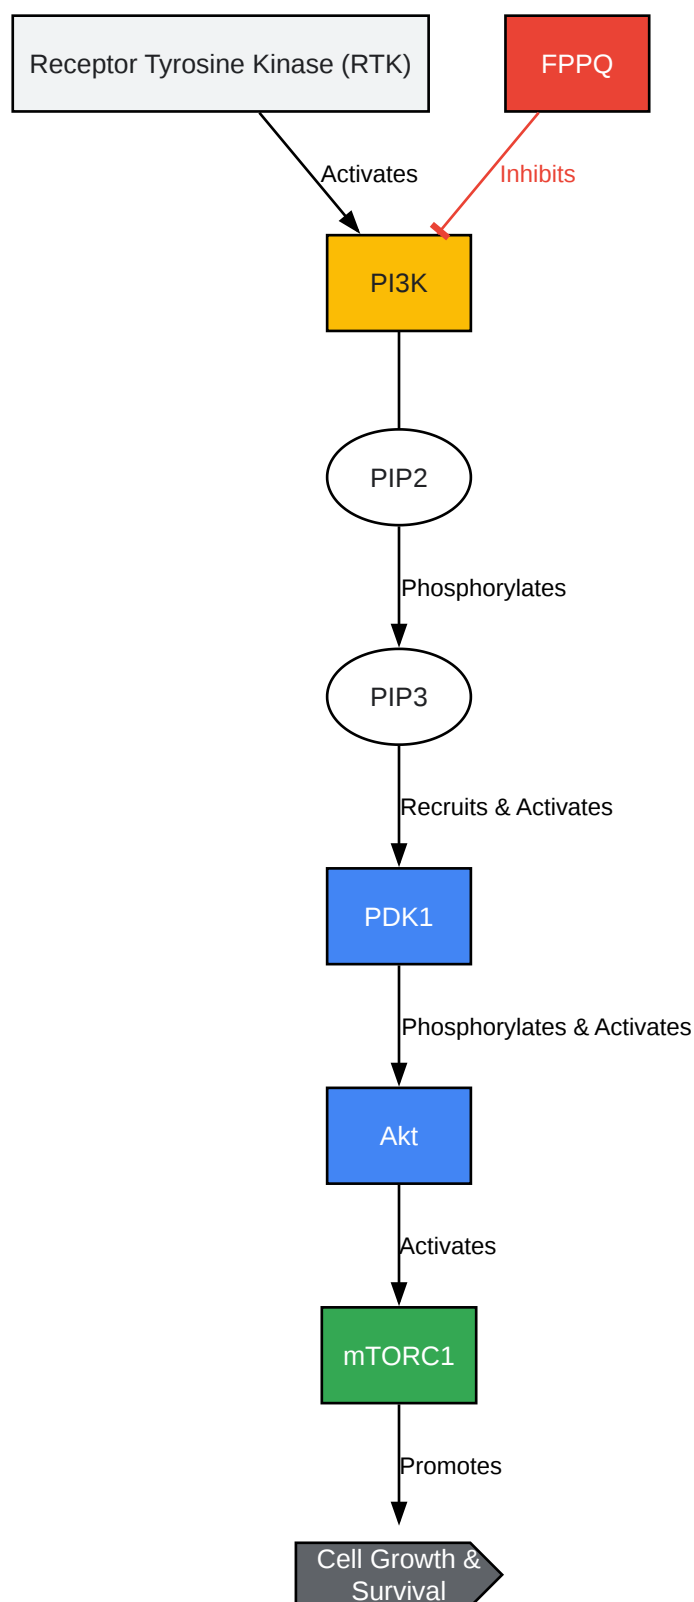 Receptor Tyrosine Kinase (RTK)
FPPQ
Activates
Inhibits
PI3K
PIP2
Phosphorylates
PIP3
Recruits & Activates
PDK1
Phosphorylates & Activates
Akt
Activates
mTORC1
Promotes
Cell Growth &
Survival